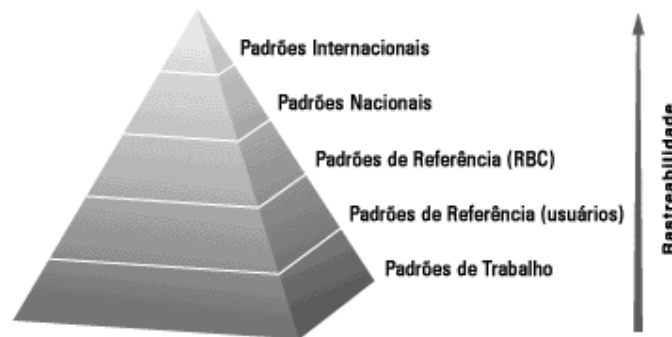 Padrões Internacionais
Padrões Nacionais
Padrões de Referência (RBC)
Padrões de Referência (usuários)
Padrões de Trabalho
Rastreabilidade